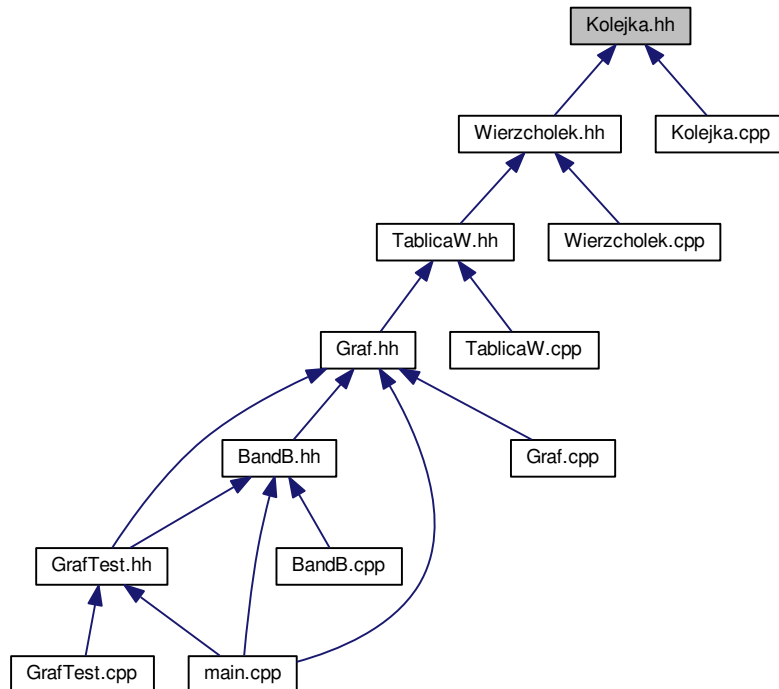 Kolejka.hh
Wierzcholek.hh
Kolejka.cpp
TablicaW.hh
Wierzcholek.cpp
Graf.hh
TablicaW.cpp
BandB.hh
Graf.cpp
GrafTest.hh
BandB.cpp
GrafTest.cpp
main.cpp